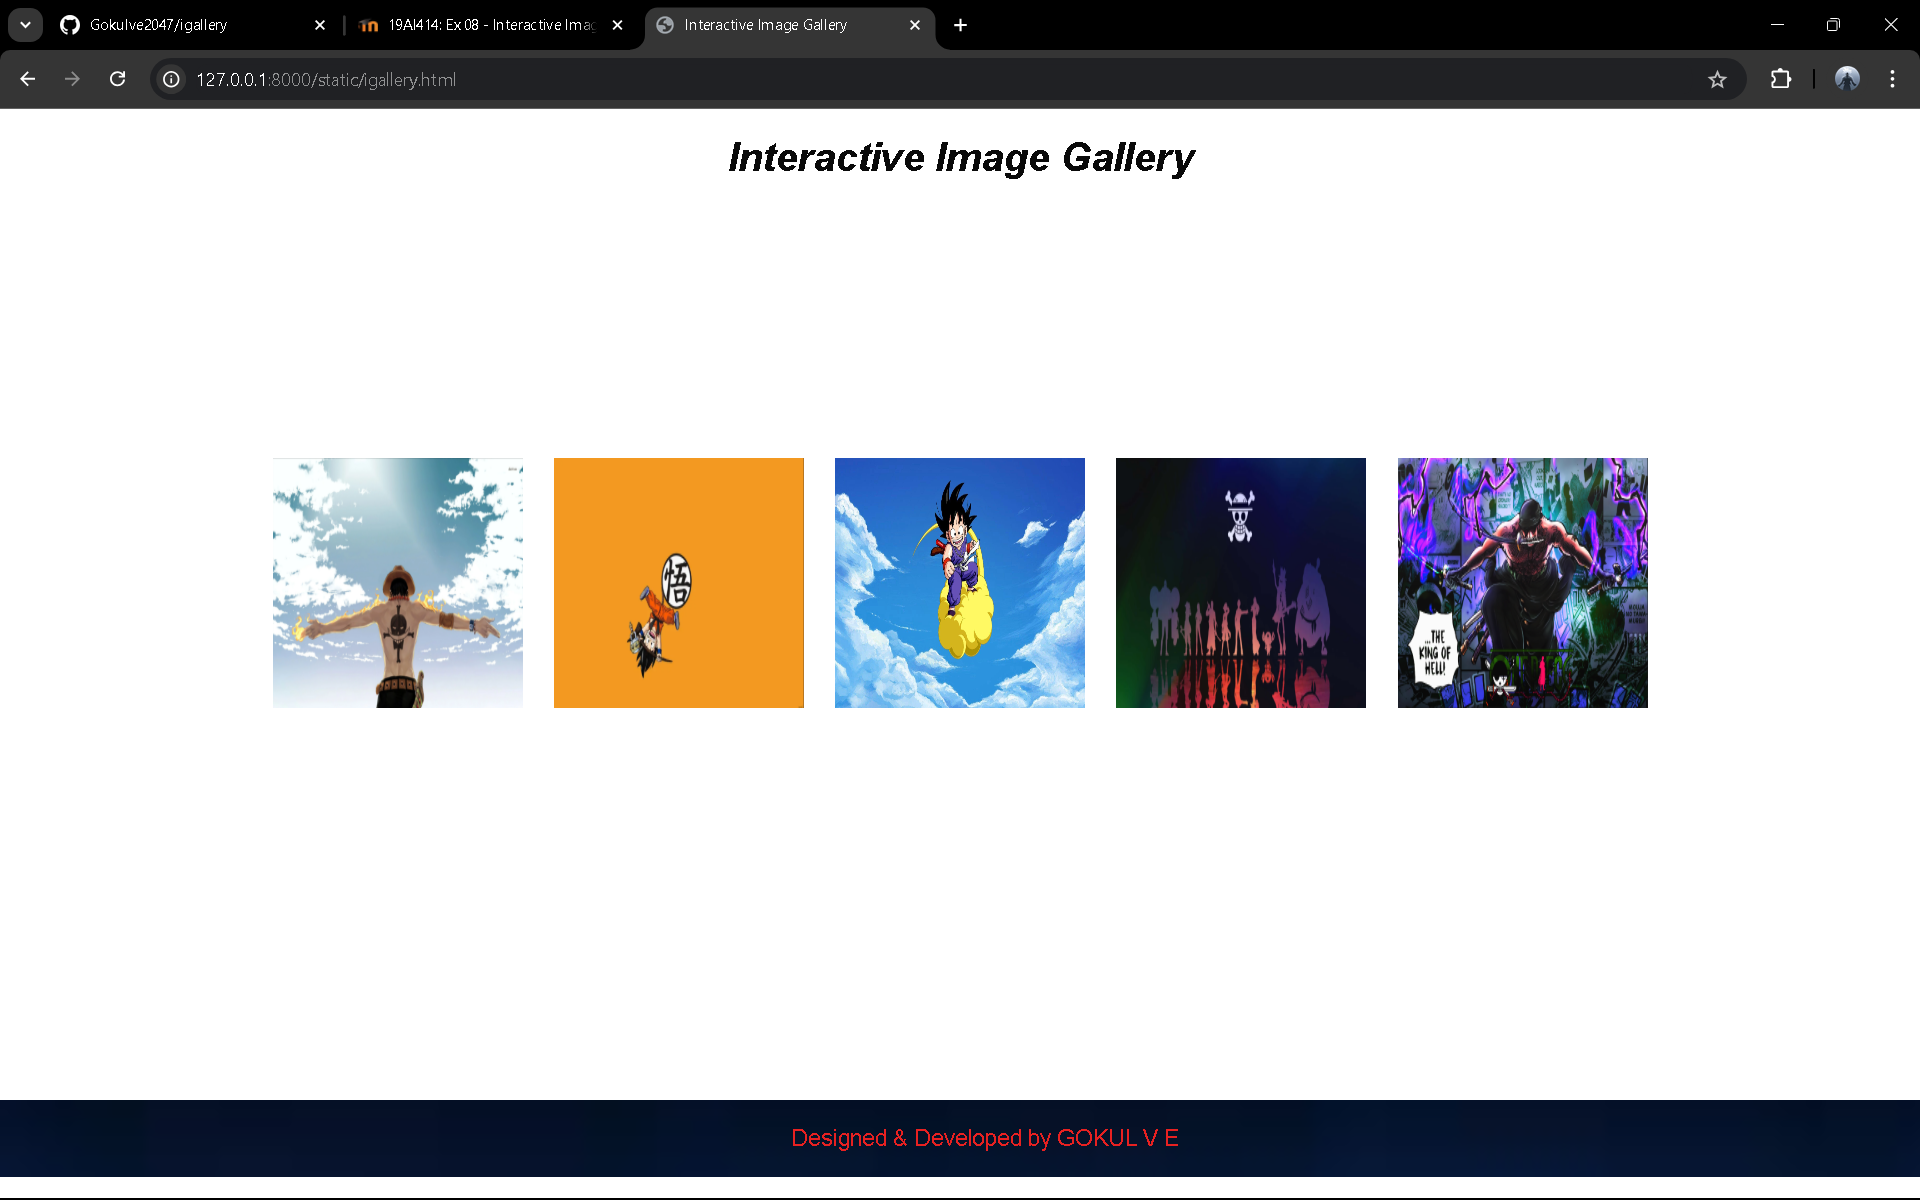 Gokulve2047/igallery
19AI414: Ex 08 - Interactive Imag
Interactive Image Gallery
127.0.0.1:8000/static/igallery.html
Interactive Image Gallery
悟
...THE
KING OF
HELL!
Designed & Developed by GOKUL V E